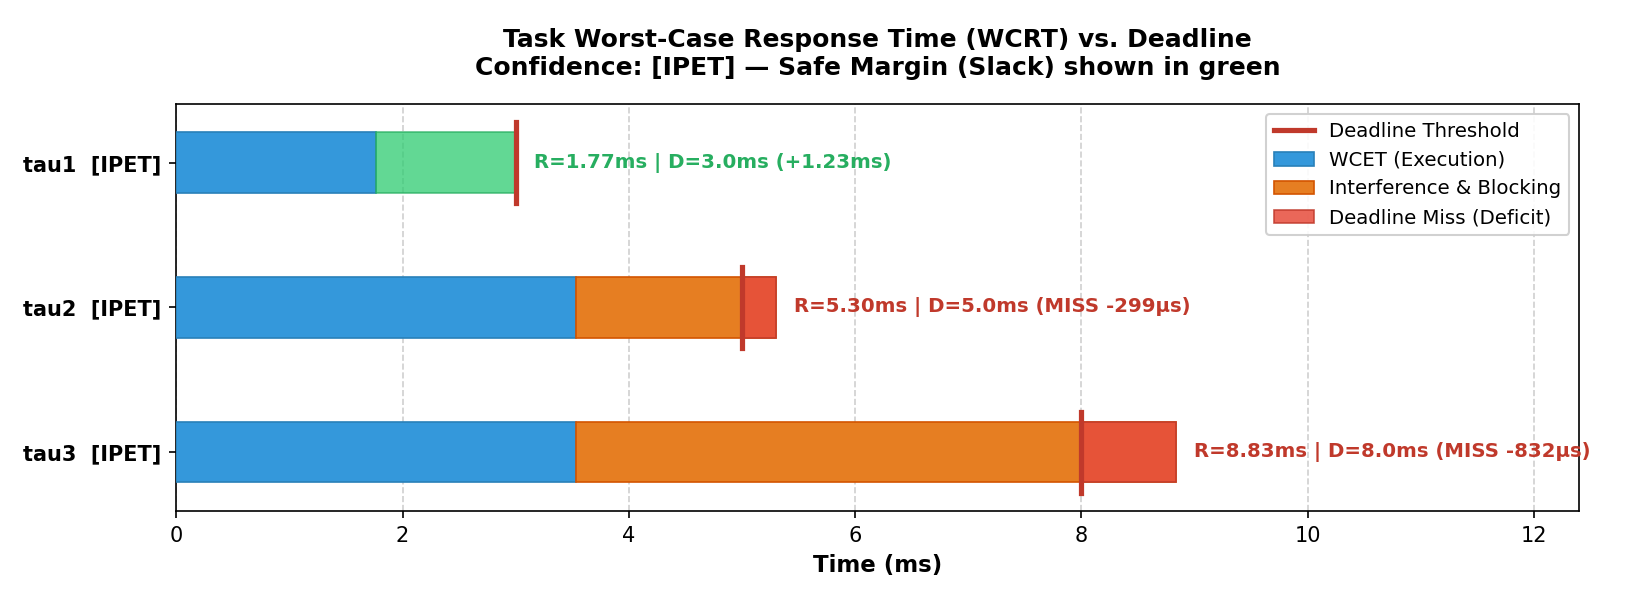 Task Worst-Case Response Time (WCRT) vs. Deadline
Confidence: [IPET] — Safe Margin (Slack) shown in green
Deadline Threshold
WCET (Execution)
Interference & Blocking
Deadline Miss (Deficit)
tau1 [IPET]
R=1.77ms | D=3.0ms (+1.23ms)
tau2 [IPET]
R=5.30ms | D=5.0ms (MISS -299µs)
tau3 [IPET]
R=8.83ms | D=8.0ms (MISS -832µs)
0 2 4 6 8 10 12
Time (ms)